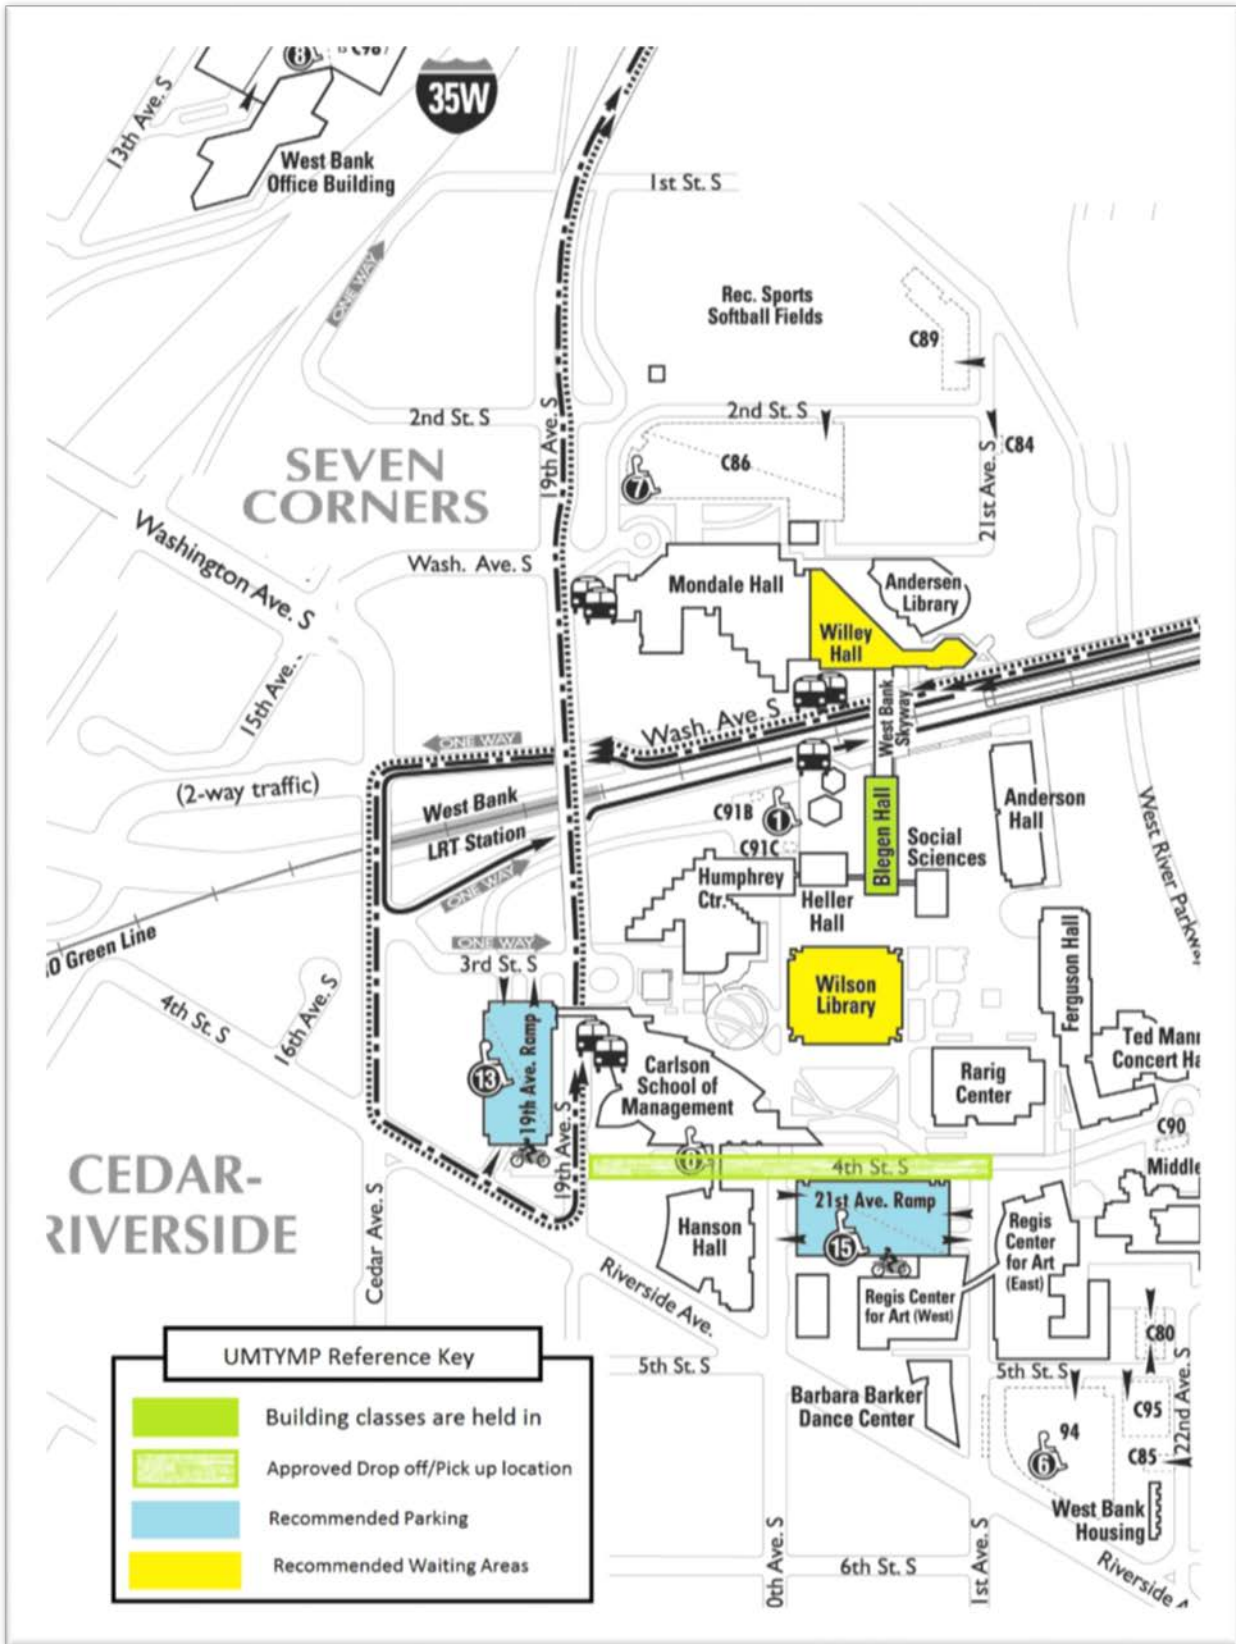 8
C98
35W
13th Ave. S
West Bank
Office Building
1st St. S
ONE WAY
Rec. Sports
Softball Fields
C89
2nd St. S
19th Ave. S
2nd St. S
C84
SEVEN
CORNERS
C86
7
21st Ave. S
Washington Ave. S
Wash. Ave. S
Mondale Hall
Andersen
Library
Willey
Hall
15th Ave.
West Bank
Skyway
Wash. Ave. S
ONE WAY
(2-way traffic)
West Bank
LRT Station
C91B
1
C91C
Blegen Hall
Anderson
Hall
West River Parkway
Social
Sciences
ONE WAY
Humphrey
Ctr.
Heller
Hall
Green Line
ONE WAY
3rd St. S
4th St. S
16th Ave. S
Wilson
Library
Ferguson Hall
19th Ave. Ramp
13
Carlson
School of
Management
Rarig
Center
Ted Mann
Concert Ha
C90
19th Ave. S
4th St. S
Middle
CEDAR-
RIVERSIDE
Cedar Ave. S
21st Ave. Ramp
15
Hanson
Hall
Regis
Center
for Art
(East)
Riverside Ave.
Regis Center
for Art (West)
C80
5th St. S
5th St. S
22nd Ave. S
Barbara Barker
Dance Center
C95
94
6
C85
West Bank
Housing
0th Ave. S
6th St. S
1st Ave. S
Riverside A
UMTYMP Reference Key
Building classes are held in
Approved Drop off/Pick up location
Recommended Parking
Recommended Waiting Areas